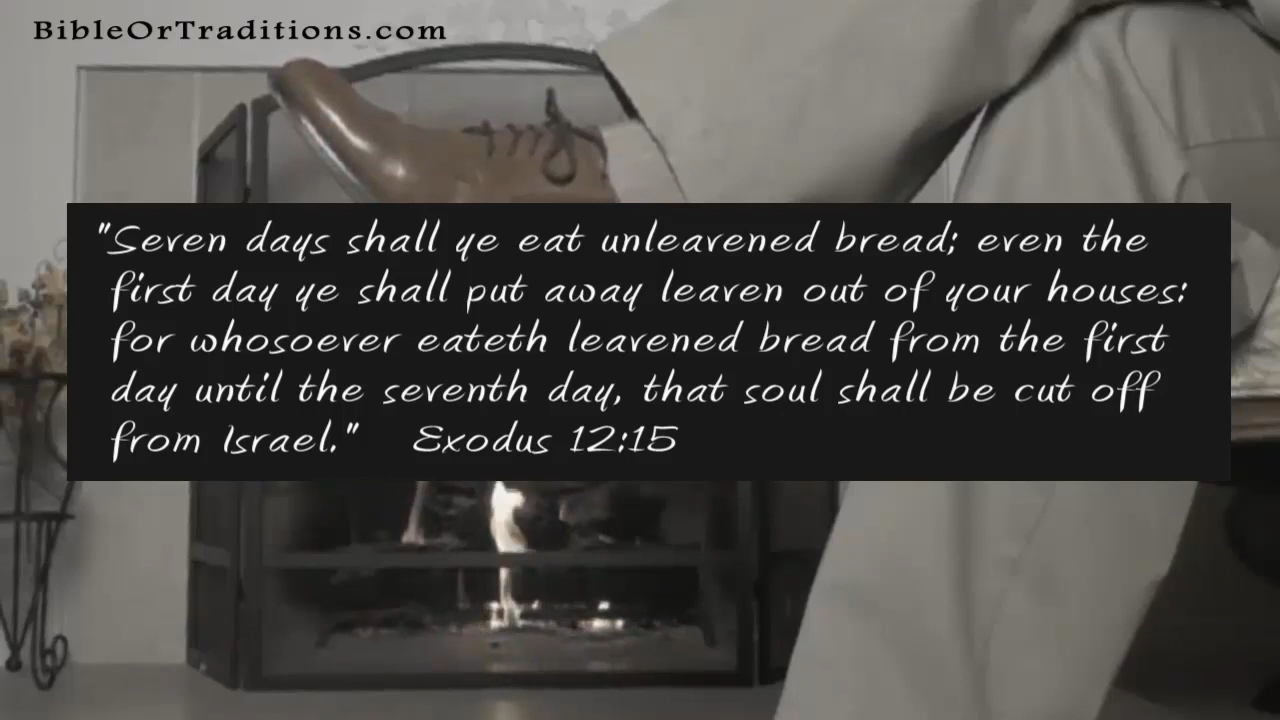 BibleOrTraditions.com
"Seven days shall ye eat unleavened bread; even the
first day ye shall put away leaven out of your houses:
for whosoever eateth leavened bread from the first
day until the seventh day, that soul shall be cut off
from Israel." Exodus 12:15